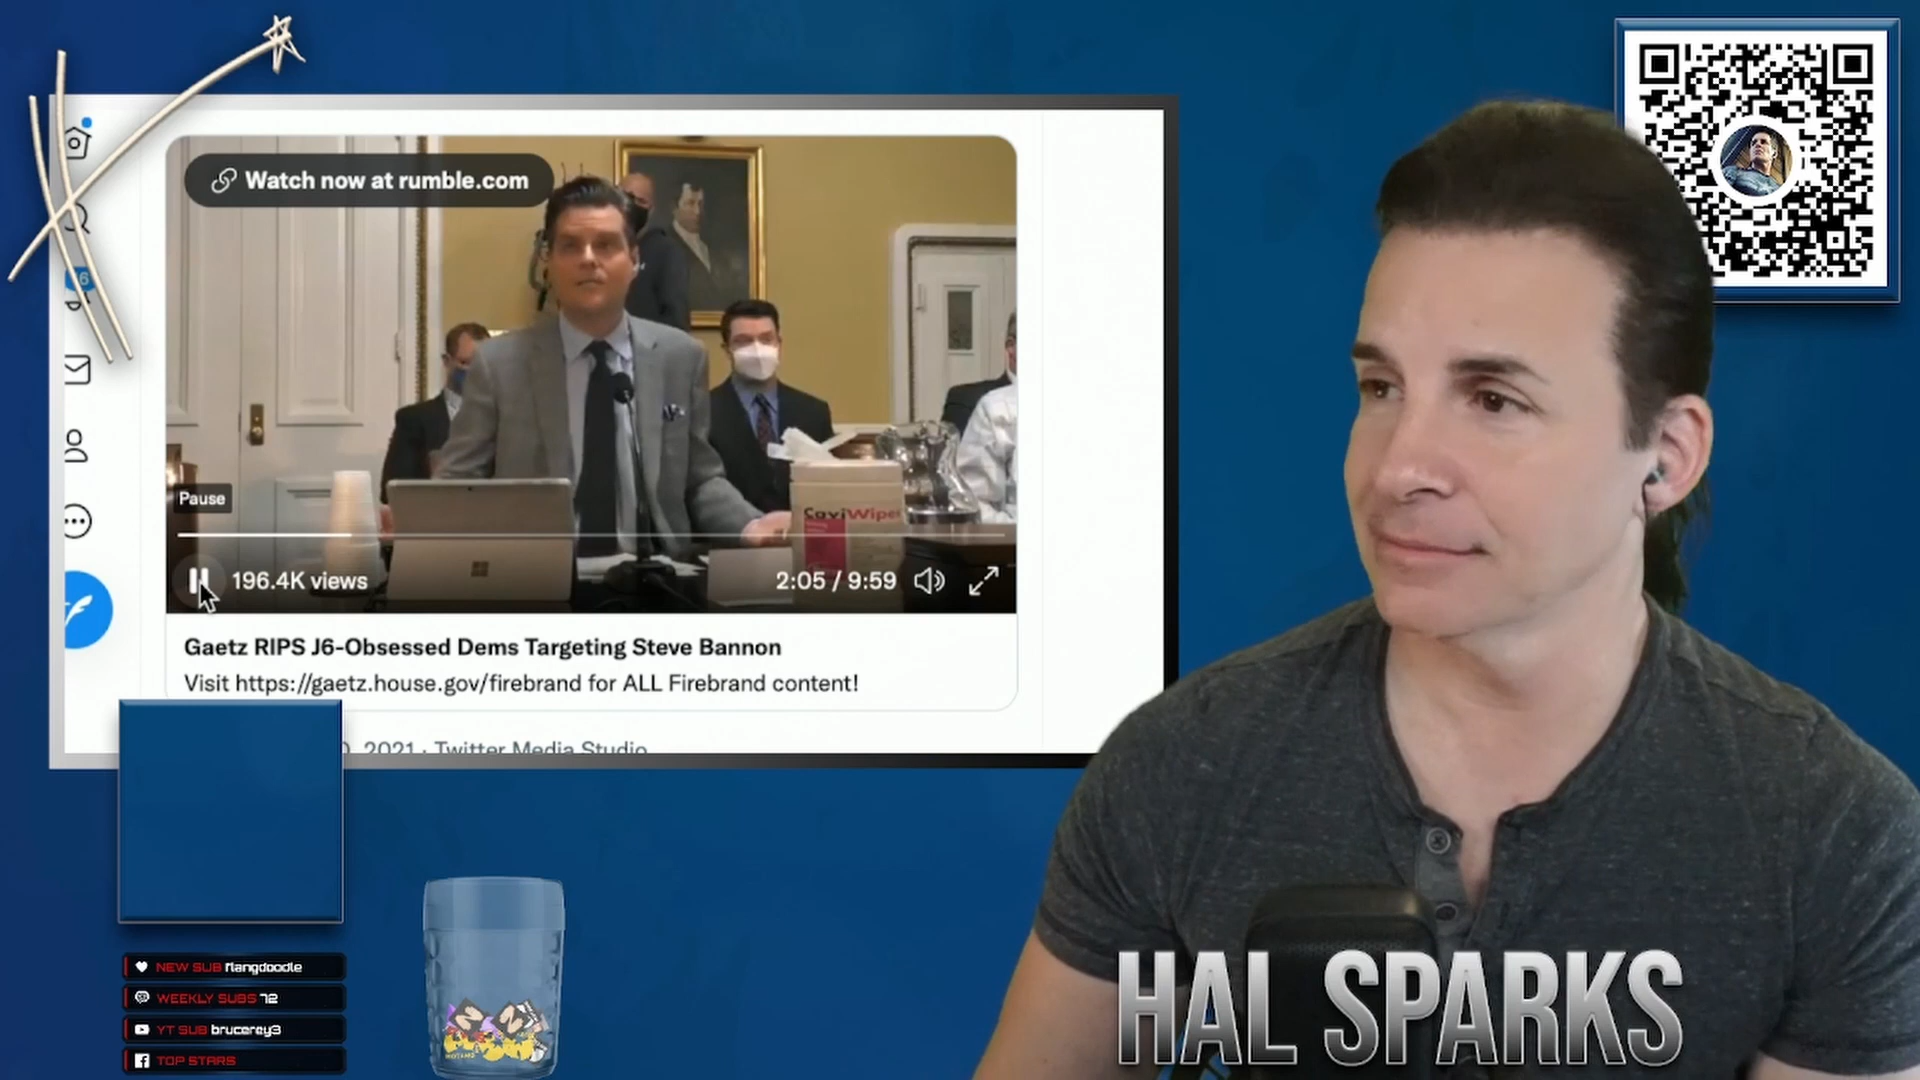 Watch now at rumble.com
Pause
196.4K views
2:05 / 9:59
CaviWipes
Gaetz RIPS J6-Obsessed Dems Targeting Steve Bannon
Visit https://gaetz.house.gov/firebrand for ALL Firebrand content!
2021 · Twitter Media Studio
NEW SUB flangdoodle
WEEKLY SUBS 72
YT SUB brucerey3
TOP STARS
HAL SPARKS